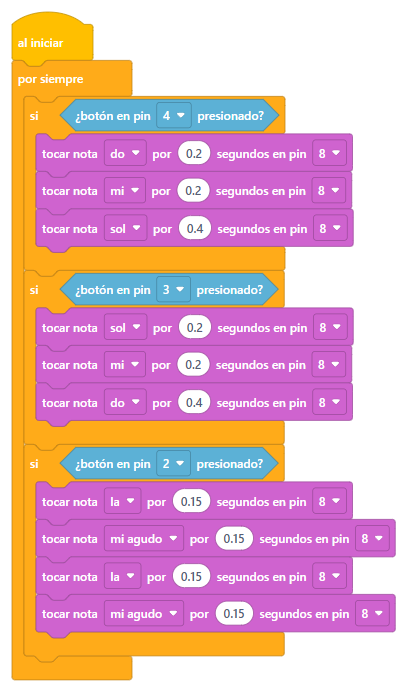 al iniciar
por siempre
si ¿botón en pin 4 presionado?
tocar nota do por 0.2 segundos en pin 8
tocar nota mi por 0.2 segundos en pin 8
tocar nota sol por 0.4 segundos en pin 8
si ¿botón en pin 3 presionado?
tocar nota sol por 0.2 segundos en pin 8
tocar nota mi por 0.2 segundos en pin 8
tocar nota do por 0.4 segundos en pin 8
si ¿botón en pin 2 presionado?
tocar nota la por 0.15 segundos en pin 8
tocar nota mi agudo por 0.15 segundos en pin 8
tocar nota la por 0.15 segundos en pin 8
tocar nota mi agudo por 0.15 segundos en pin 8